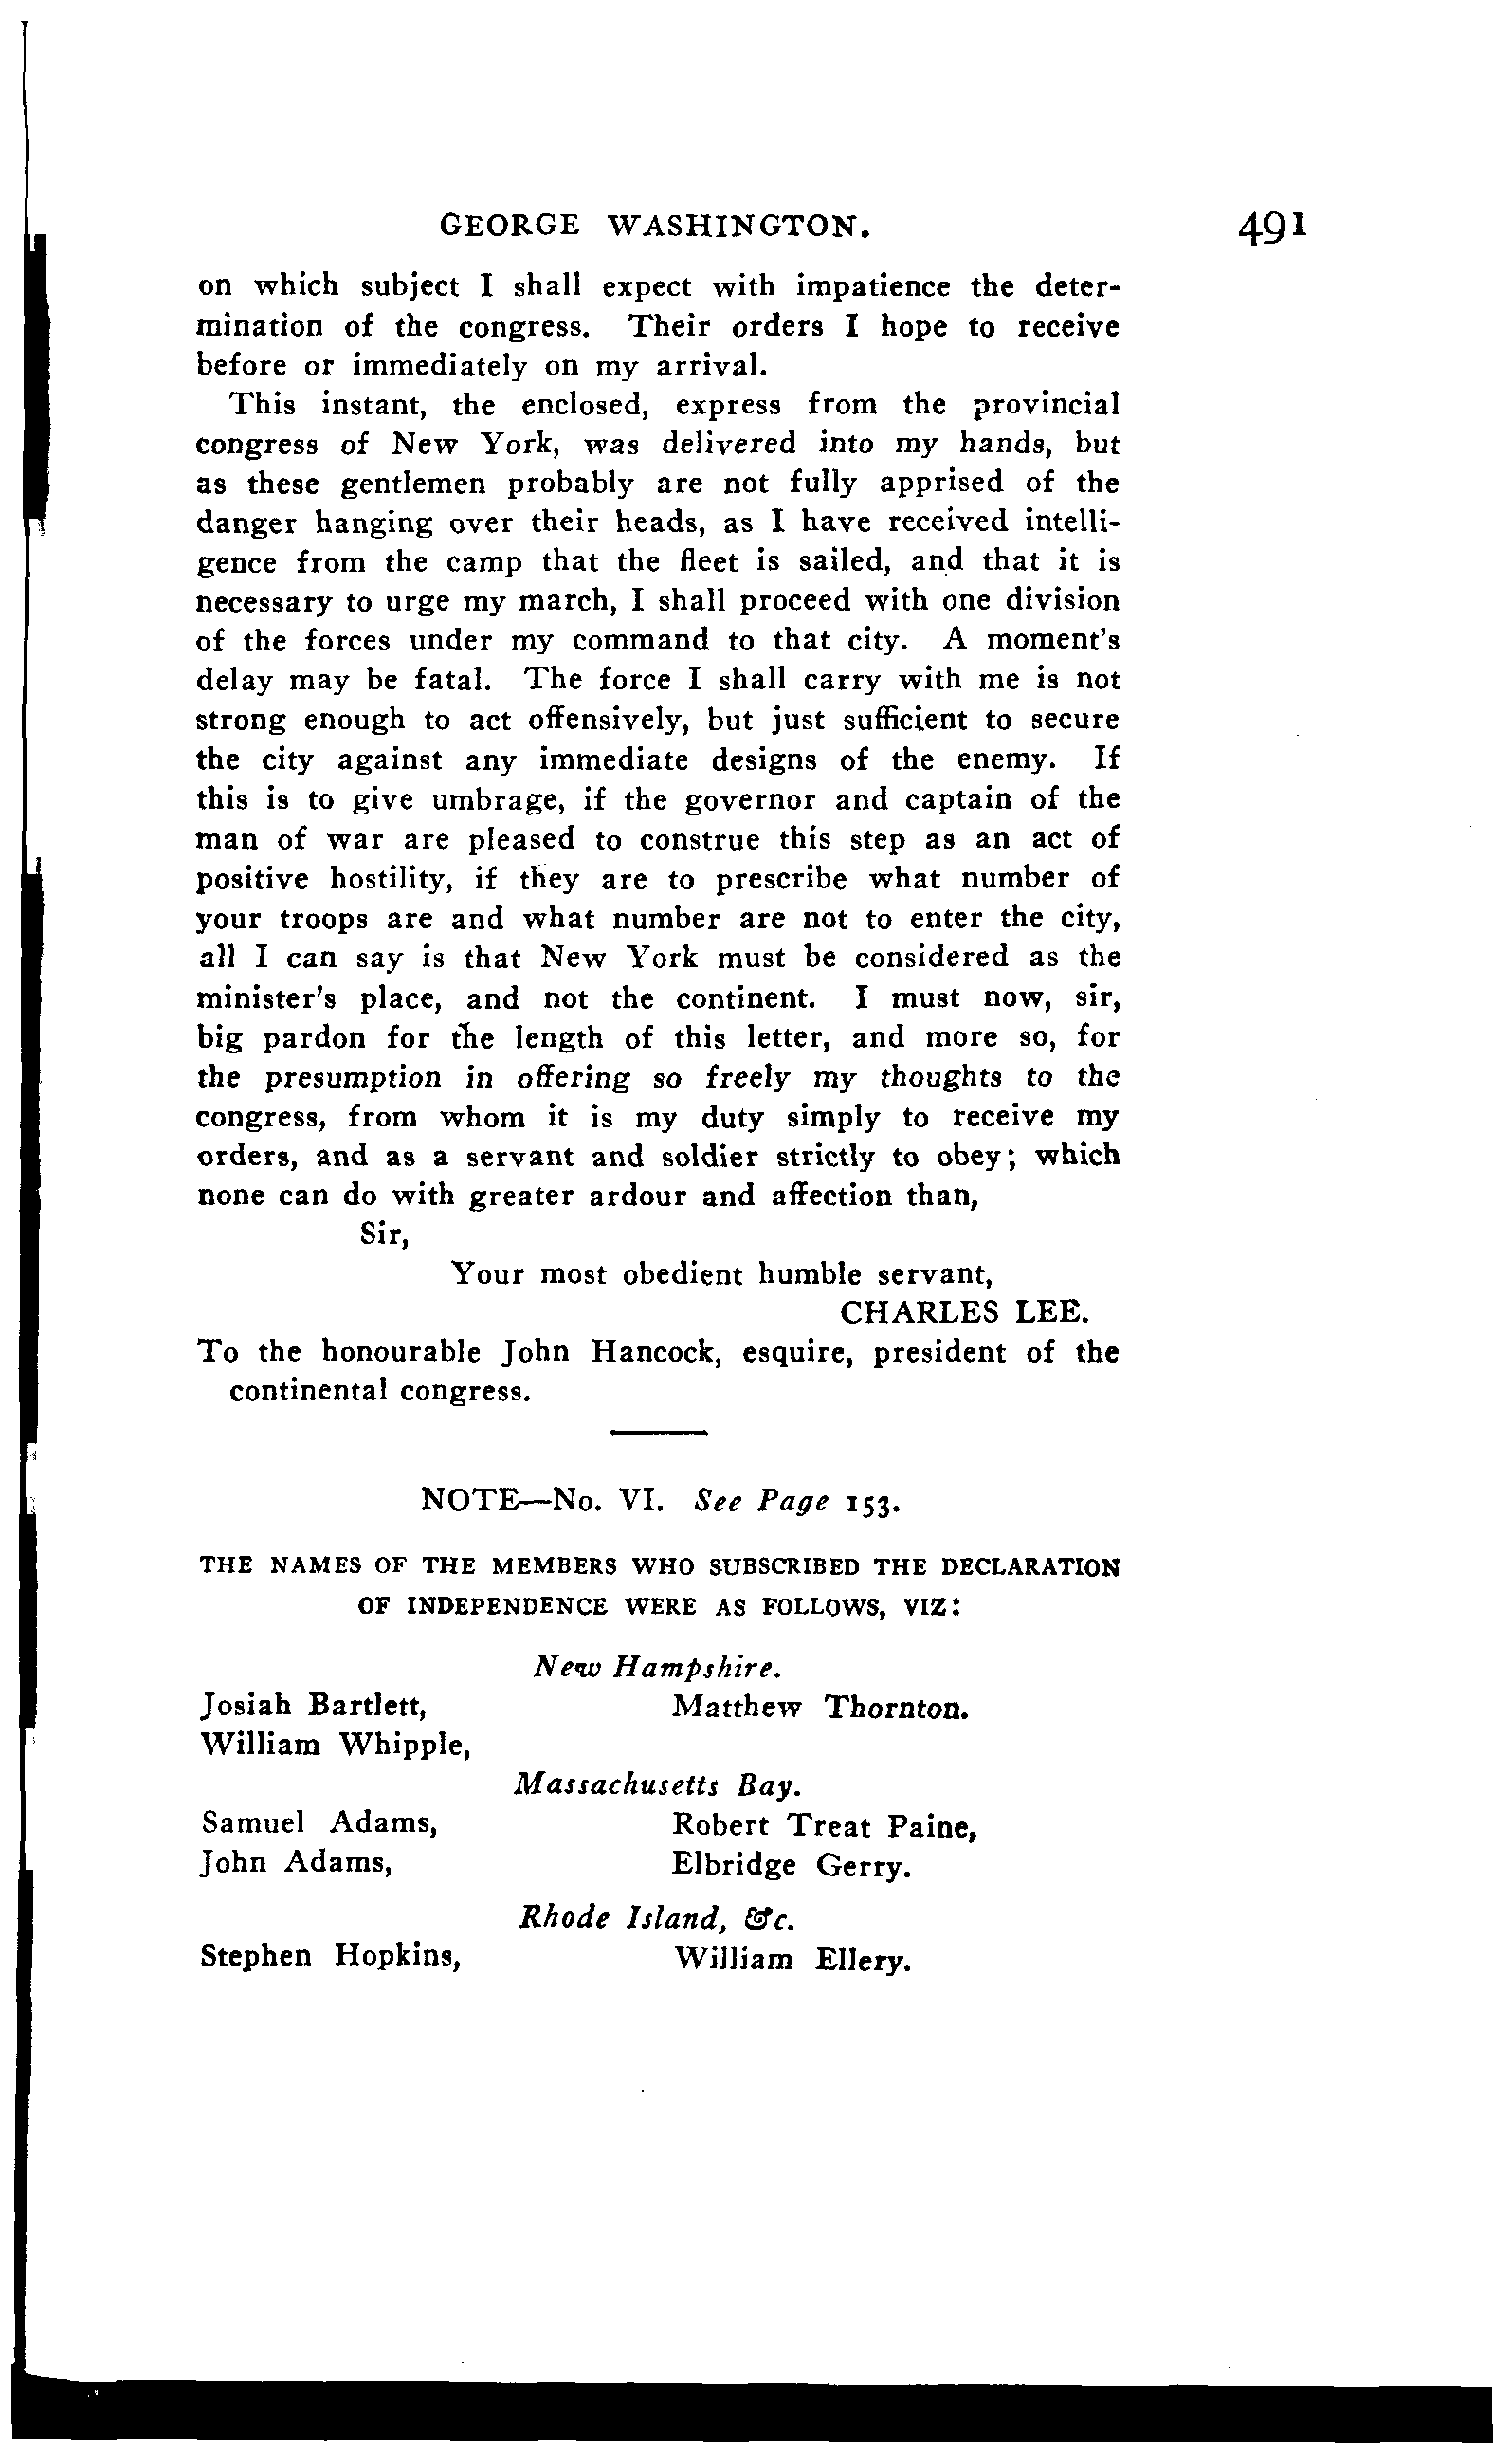 GEORGE WASHINGTON. 491
on which subject I shall expect with impatience the deter-
mination of the congress. Their orders I hope to receive
before or immediately on my arrival.
This instant, the enclosed, express from the provincial
congress of New York, was delivered into my hands, but
as these gentlemen probably are not fully apprised of the
danger hanging over their heads, as I have received intelli-
gence from the camp that the fleet is sailed, and that it is
necessary to urge my march, I shall proceed with one division
of the forces under my command to that city. A moment's
delay may be fatal. The force I shall carry with me is not
strong enough to act offensively, but just sufficient to secure
the city against any immediate designs of the enemy. If
this is to give umbrage, if the governor and captain of the
man of war are pleased to construe this step as an act of
positive hostility, if they are to prescribe what number of
your troops are and what number are not to enter the city,
all I can say is that New York must be considered as the
minister's place, and not the continent. I must now, sir,
big pardon for the length of this letter, and more so, for
the presumption in offering so freely my thoughts to the
congress, from whom it is my duty simply to receive my
orders, and as a servant and soldier strictly to obey; which
none can do with greater ardour and affection than,
Sir,
Your most obedient humble servant,
CHARLES LEE.
To the honourable John Hancock, esquire, president of the
continental congress.
NOTE—No. VI. See Page 153.
THE NAMES OF THE MEMBERS WHO SUBSCRIBED THE DECLARATION
OF INDEPENDENCE WERE AS FOLLOWS, VIZ:
New Hampshire.
Josiah Bartlett, Matthew Thornton.
William Whipple,
Massachusetts Bay.
Samuel Adams, Robert Treat Paine,
John Adams, Elbridge Gerry.
Rhode Island, &c.
Stephen Hopkins, William Ellery.